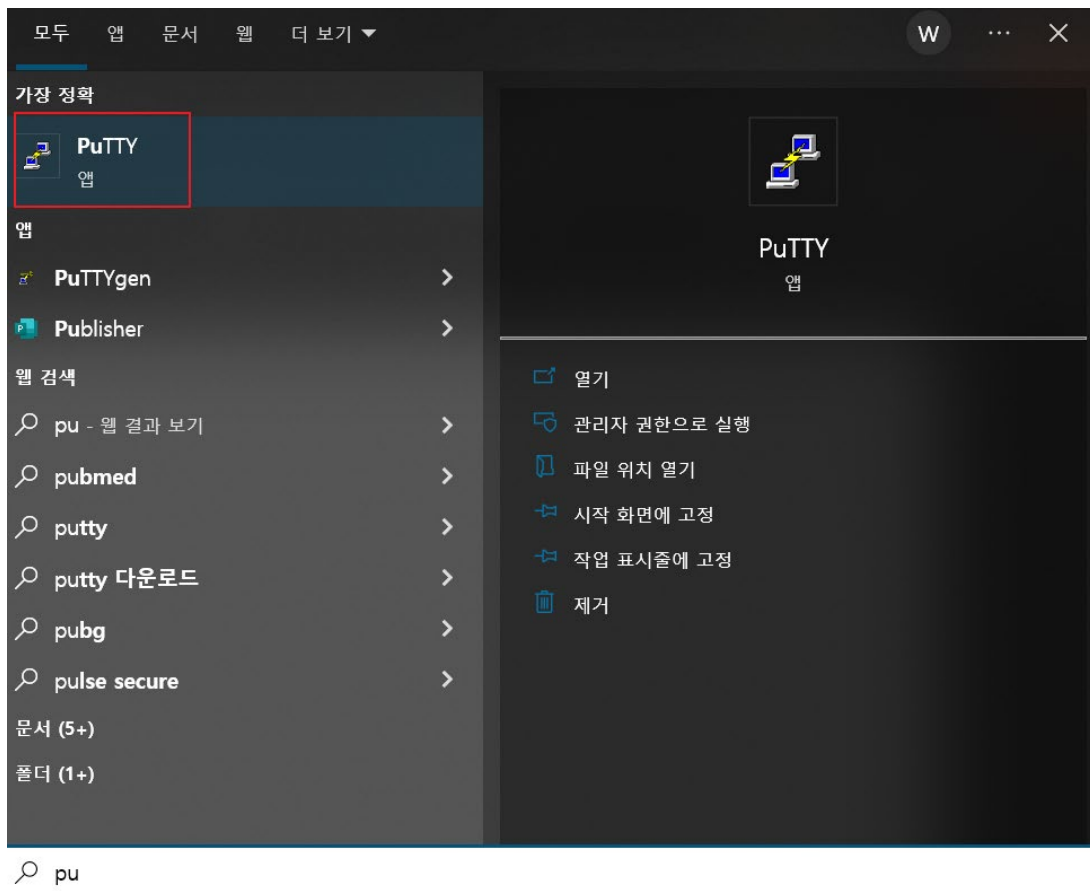 모두 앱 문서 웹 더 보기
W ···
가장 정확
PuTTY
앱
앱
PuTTYgen
Publisher
웹 검색
pu - 웹 결과 보기
pubmed
putty
putty 다운로드
pubg
pulse secure
문서 (5+)
폴더 (1+)
PuTTY
앱
열기
관리자 권한으로 실행
파일 위치 열기
시작 화면에 고정
작업 표시줄에 고정
제거
pu